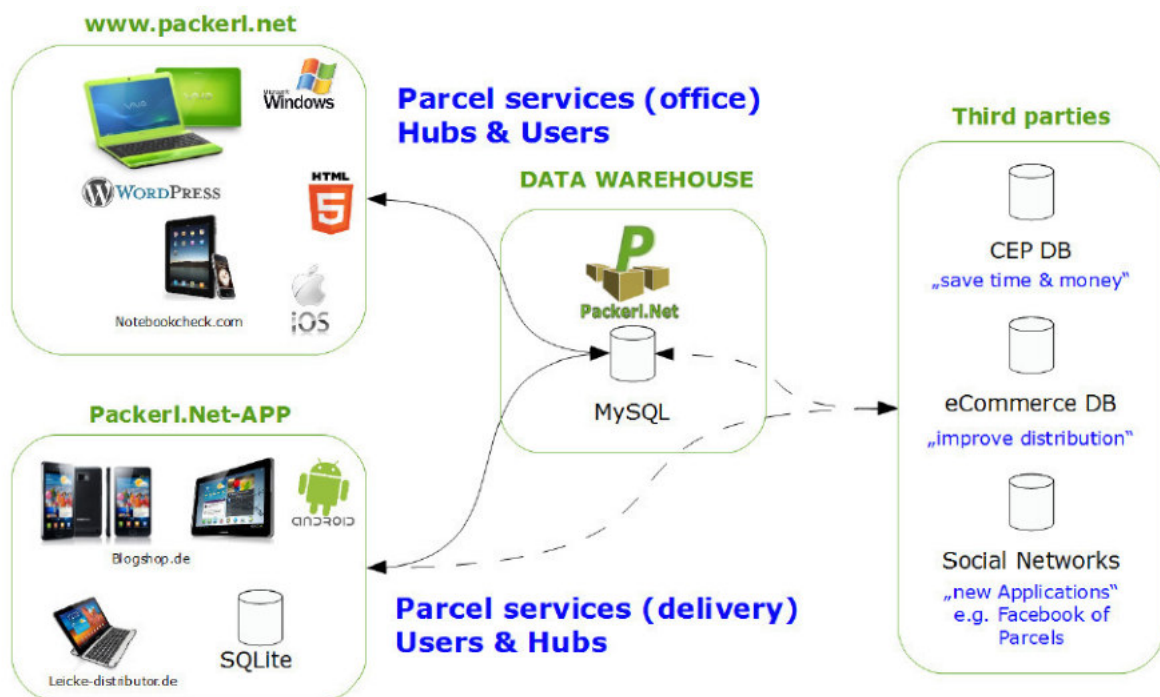 www.packerl.net
Microsoft
Windows
VAIO
WORDPRESS
HTML
5
iOS
Notebookcheck.com
Parcel services (office)
Hubs & Users
DATA WAREHOUSE
P
Packerl.Net
MySQL
Third parties
CEP DB
„save time & money“
eCommerce DB
„improve distribution“
Social Networks
„new Applications“
e.g. Facebook of
Parcels
Packerl.Net-APP
ANDROID
Blogshop.de
SQLite
Leicke-distributor.de
Parcel services (delivery)
Users & Hubs